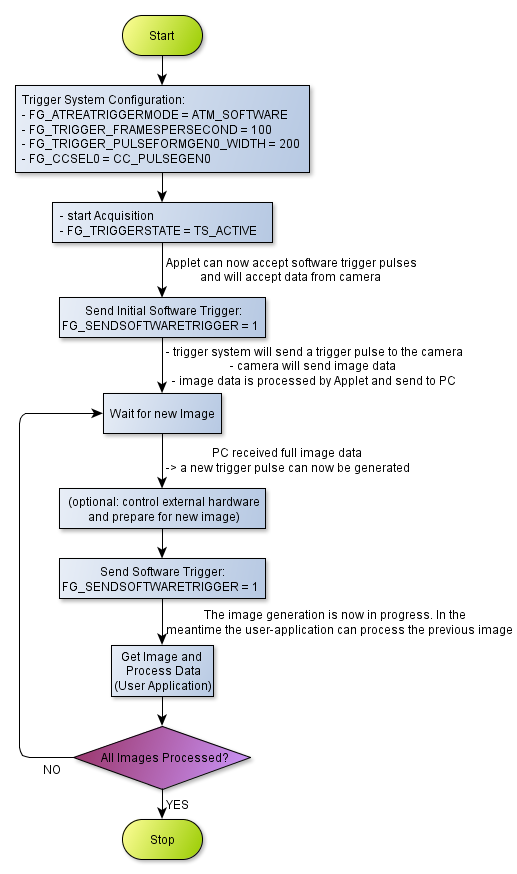 Start
Trigger System Configuration:
- FG_ATREATRIGGERMODE = ATM_SOFTWARE
- FG_TRIGGER_FRAMESPERSECOND = 100
- FG_TRIGGER_PULSEFORMGEN0_WIDTH = 200
- FG_CCSEL0 = CC_PULSEGEN0
- start Acquisition
- FG_TRIGGERSTATE = TS_ACTIVE
Applet can now accept software trigger pulses
and will accept data from camera
Send Initial Software Trigger:
FG_SENDSOFTWARETRIGGER = 1
- trigger system will send a trigger pulse to the camera
- camera will send image data
- image data is processed by Applet and send to PC
Wait for new Image
PC received full image data
-> a new trigger pulse can now be generated
(optional: control external hardware
and prepare for new image)
Send Software Trigger:
FG_SENDSOFTWARETRIGGER = 1
The image generation is now in progress. In the
meantime the user-application can process the previous image
Get Image and
Process Data
(User Application)
All Images Processed?
NO
YES
Stop